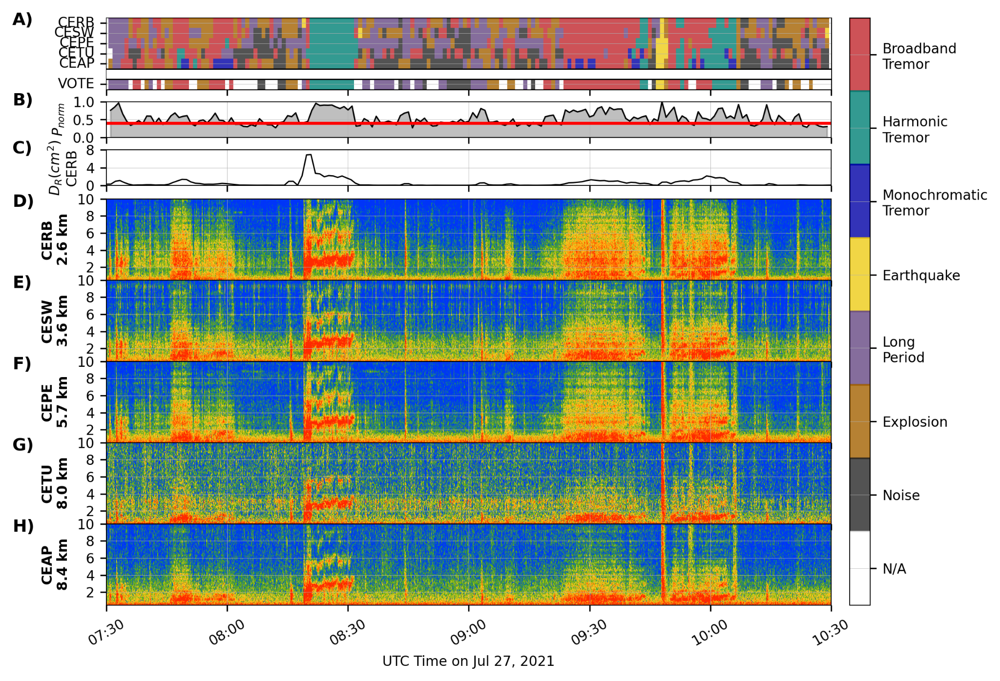 A)
CERB
CESW
CEPE
CETU
CEAP
VOTE
B)
1.0
0.5
0.0
P_norm
C)
8
4
0
D_R(cm^2)
CERB
D)
10
8
6
4
2
CERB
2.6 km
E)
10
8
6
4
2
CESW
3.6 km
F)
10
8
6
4
2
CEPE
5.7 km
G)
10
8
6
4
2
CETU
8.0 km
H)
10
8
6
4
2
CEAP
8.4 km
07:30
08:00
08:30
09:00
09:30
10:00
10:30
UTC Time on Jul 27, 2021
Broadband
Tremor
Harmonic
Tremor
Monochromatic
Tremor
Earthquake
Long
Period
Explosion
Noise
N/A